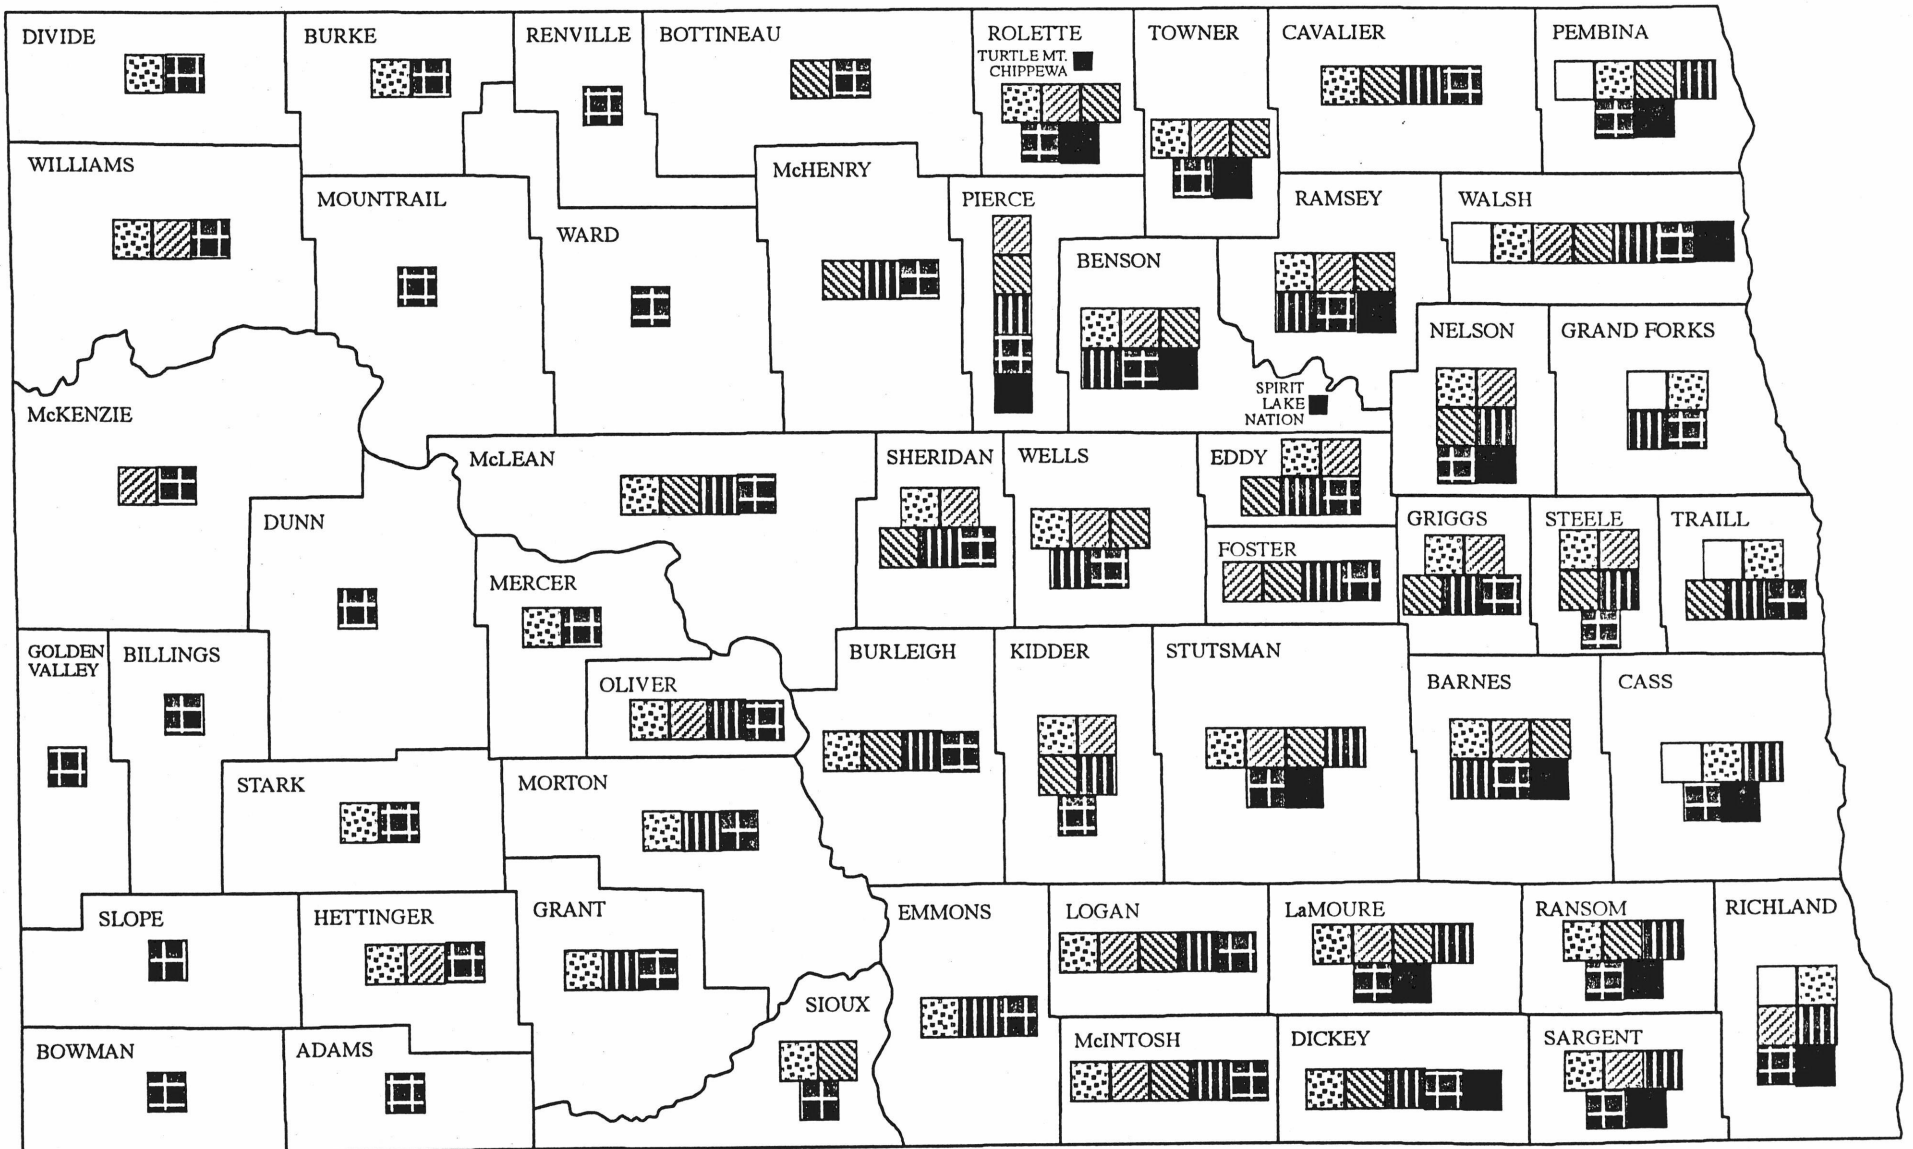 DIVIDE
BURKE
RENVILLE
BOTTINEAU
ROLETTE
TURTLE MT.
CHIPPEWA
TOWNER
CAVALIER
PEMBINA
WILLIAMS
MOUNTRAIL
WARD
McHENRY
PIERCE
BENSON
RAMSEY
WALSH
NELSON
GRAND FORKS
SPIRIT
LAKE
NATION
McKENZIE
DUNN
McLEAN
MERCER
OLIVER
SHERIDAN
WELLS
EDDY
FOSTER
GRIGGS
STEELE
TRAILL
GOLDEN
VALLEY
BILLINGS
STARK
MORTON
BURLEIGH
KIDDER
STUTSMAN
BARNES
CASS
SLOPE
HETTINGER
GRANT
SIOUX
EMMONS
LOGAN
LaMOURE
RANSOM
RICHLAND
BOWMAN
ADAMS
McINTOSH
DICKEY
SARGENT